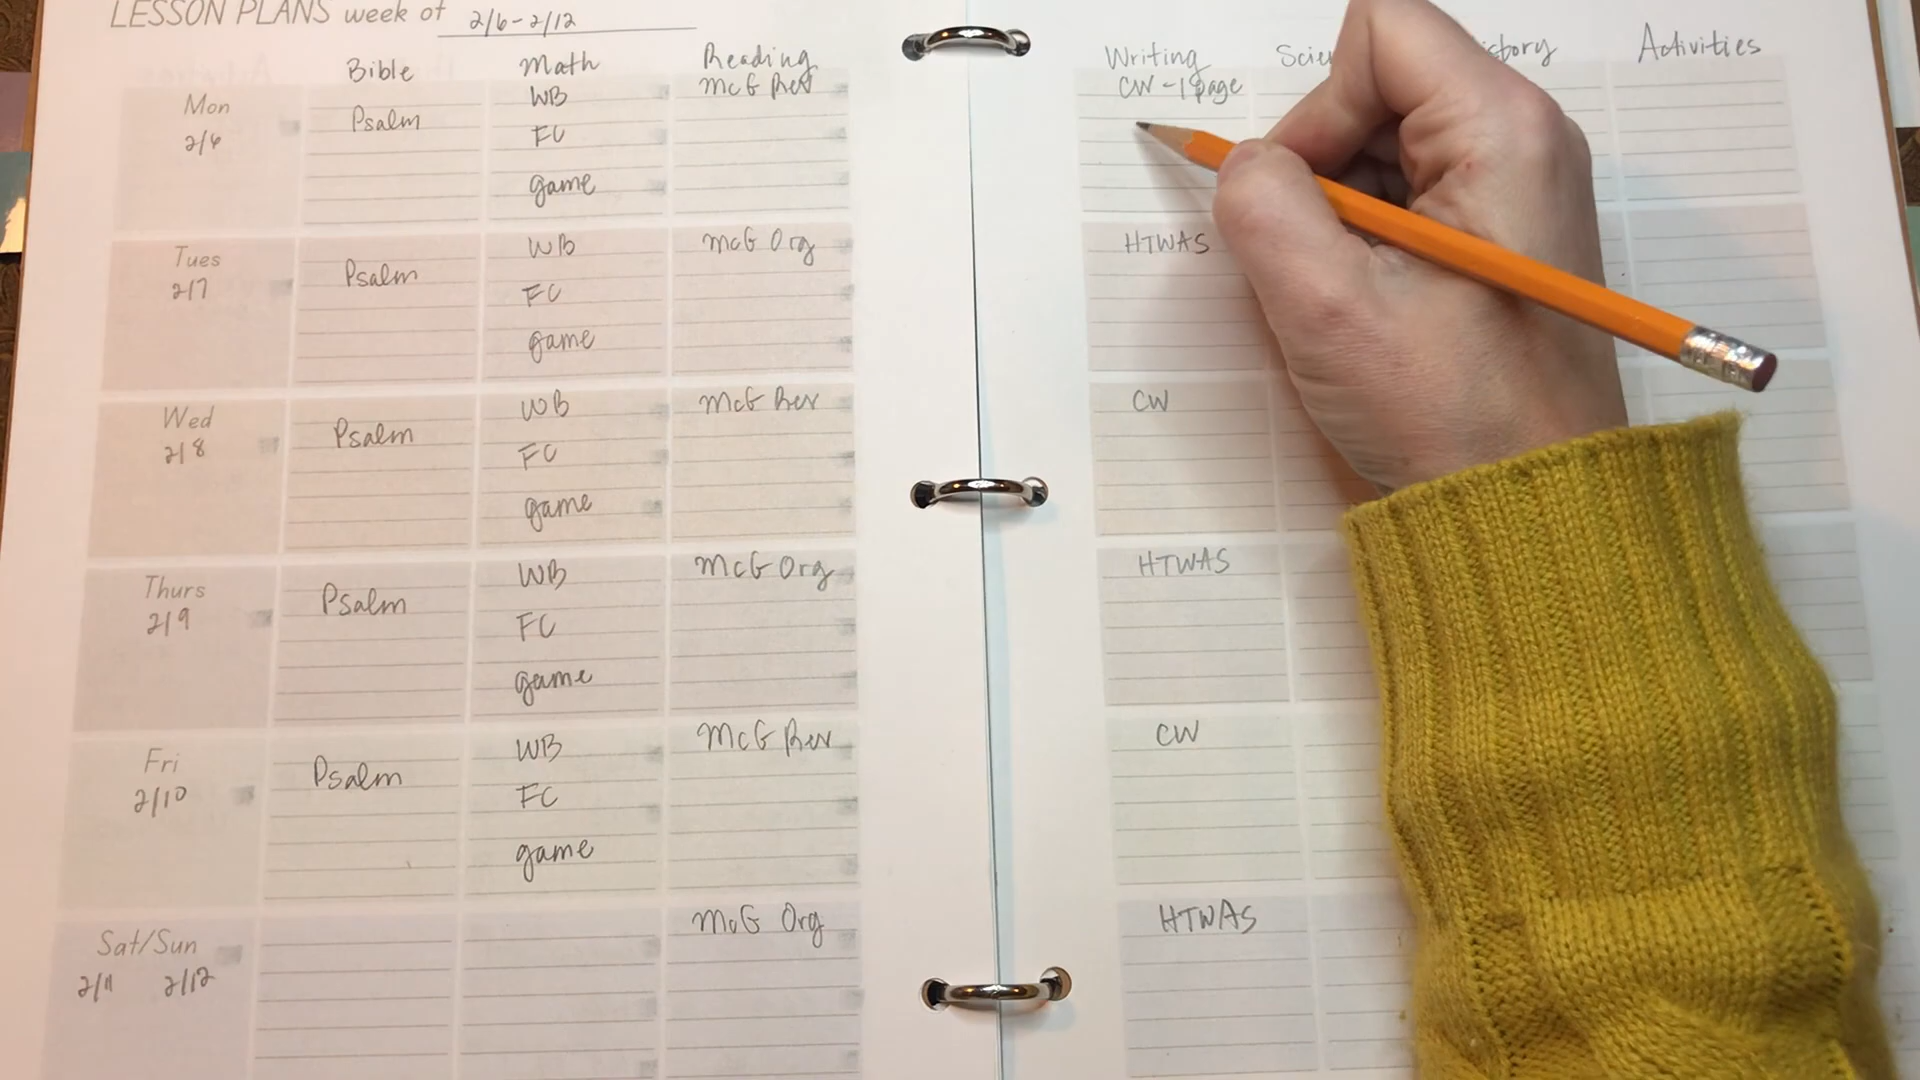 LESSON PLANS week of 2/6-2/12
Bible Math Reading Writing Activities
Mon
2/6
Psalm
WB
FC
game
McG Rev
CW - 1 page
Tues
2/7
Psalm
WB
FC
game
McG Org
HTWAS
Wed
2/8
Psalm
WB
FC
game
McG Rev
CW
Thurs
2/9
Psalm
WB
FC
game
McG Org
HTWAS
Fri
2/10
Psalm
WB
FC
game
McG Rev
CW
Sat/Sun
2/11 2/12
McG Org
HTWAS